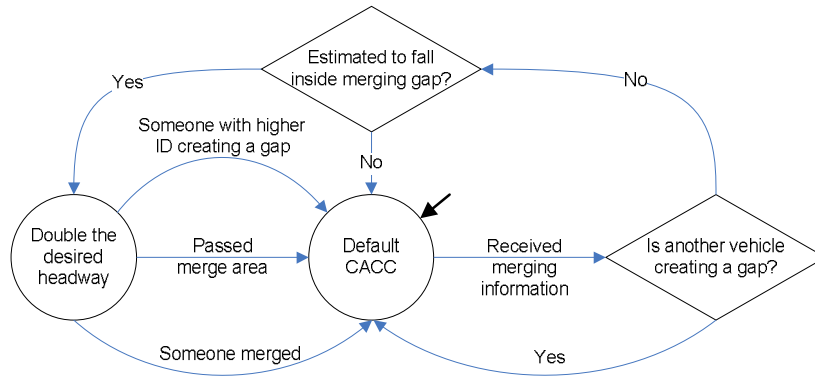 Estimated to fall
inside merging gap?
Yes
No
Someone with higher
ID creating a gap
No
Double the
desired
headway
Passed
merge area
Default
CACC
Received
merging
information
Is another vehicle
creating a gap?
Someone merged
Yes